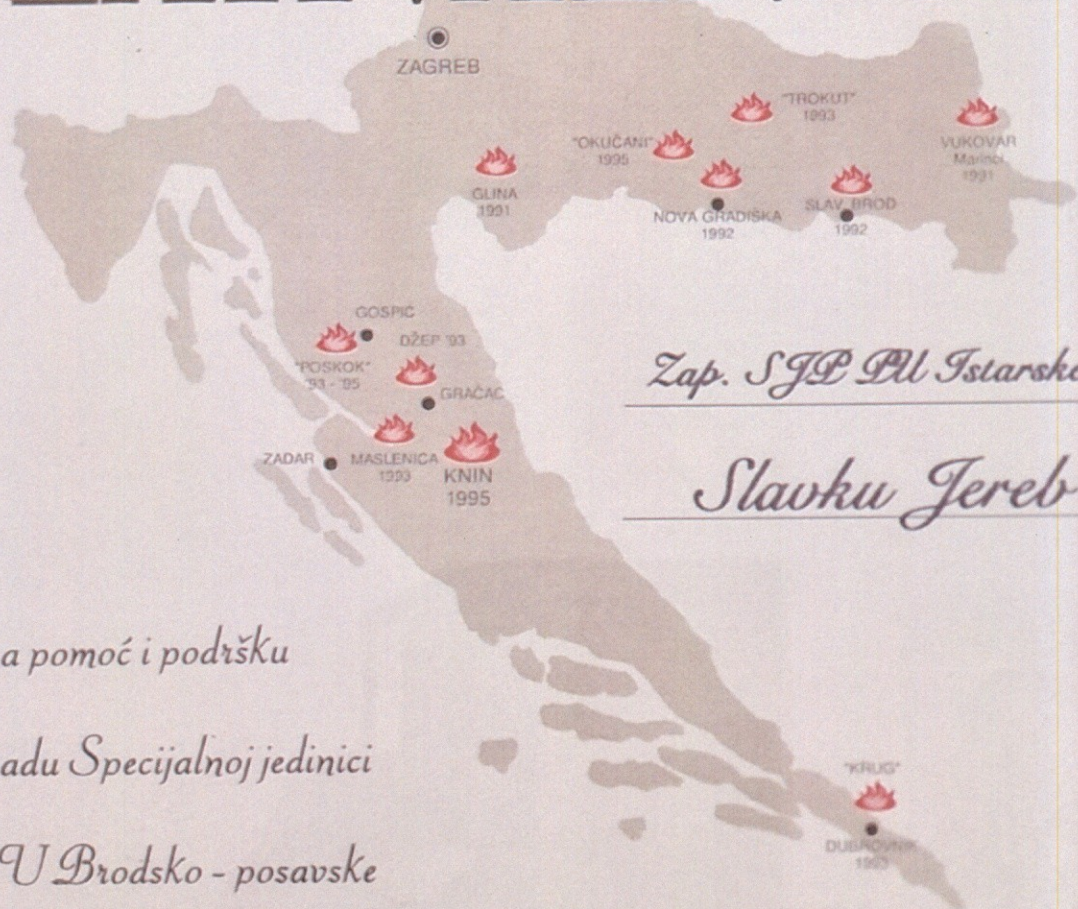 ZAGREB
"TROKUT"
1993
"OKUČANI"
1995
VUKOVAR
Marinci
1991
GLINA
1991
NOVA GRADIŠKA
1992
SLAV. BROD
1992
GOSPIĆ
DŽEP '93
"POSKOK"
'93 - '95
GRAČAC
ZADAR
MASLENICA
1993
KNIN
1995
Zap. SJP PU Istarsk
Slavku Jereb
a pomoć i podršku
adu Specijalnoj jedinici
U Brodsko - posavske
"KRUG"
DUBROVNIK
1993